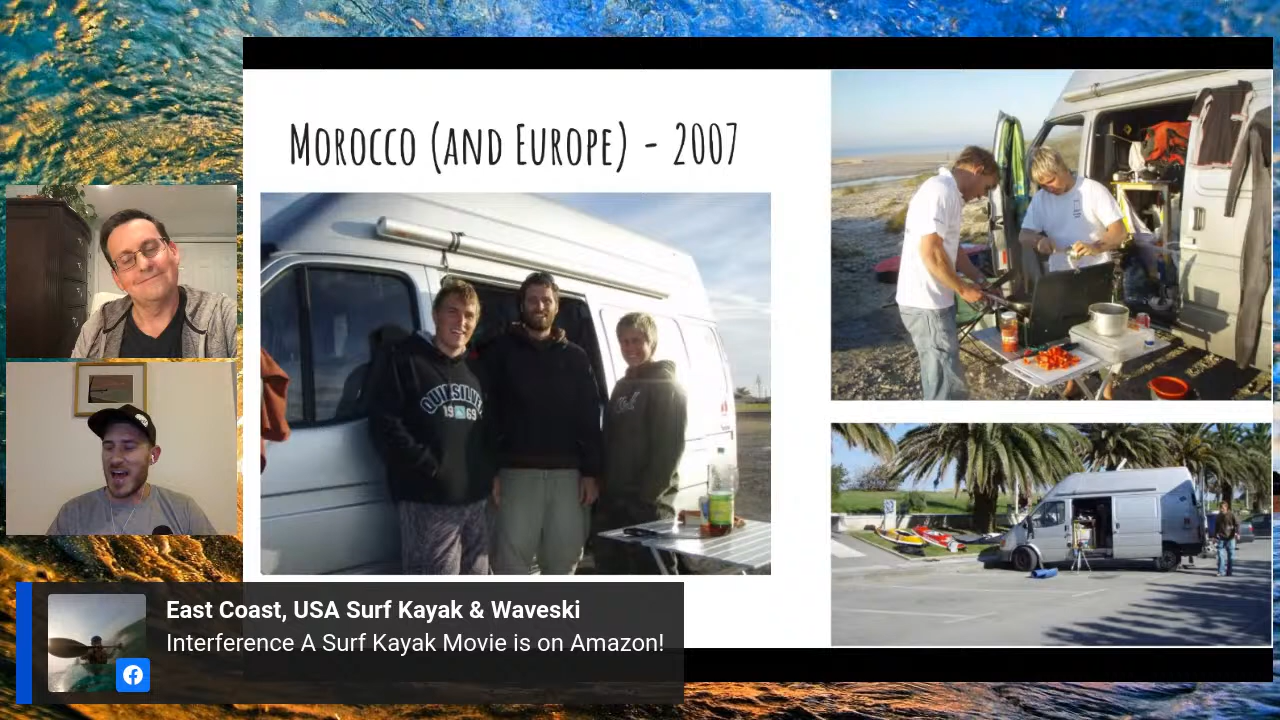 Morocco (and Europe) - 2007
QUIKSILVER
1969
East Coast, USA Surf Kayak & Waveski
Interference A Surf Kayak Movie is on Amazon!